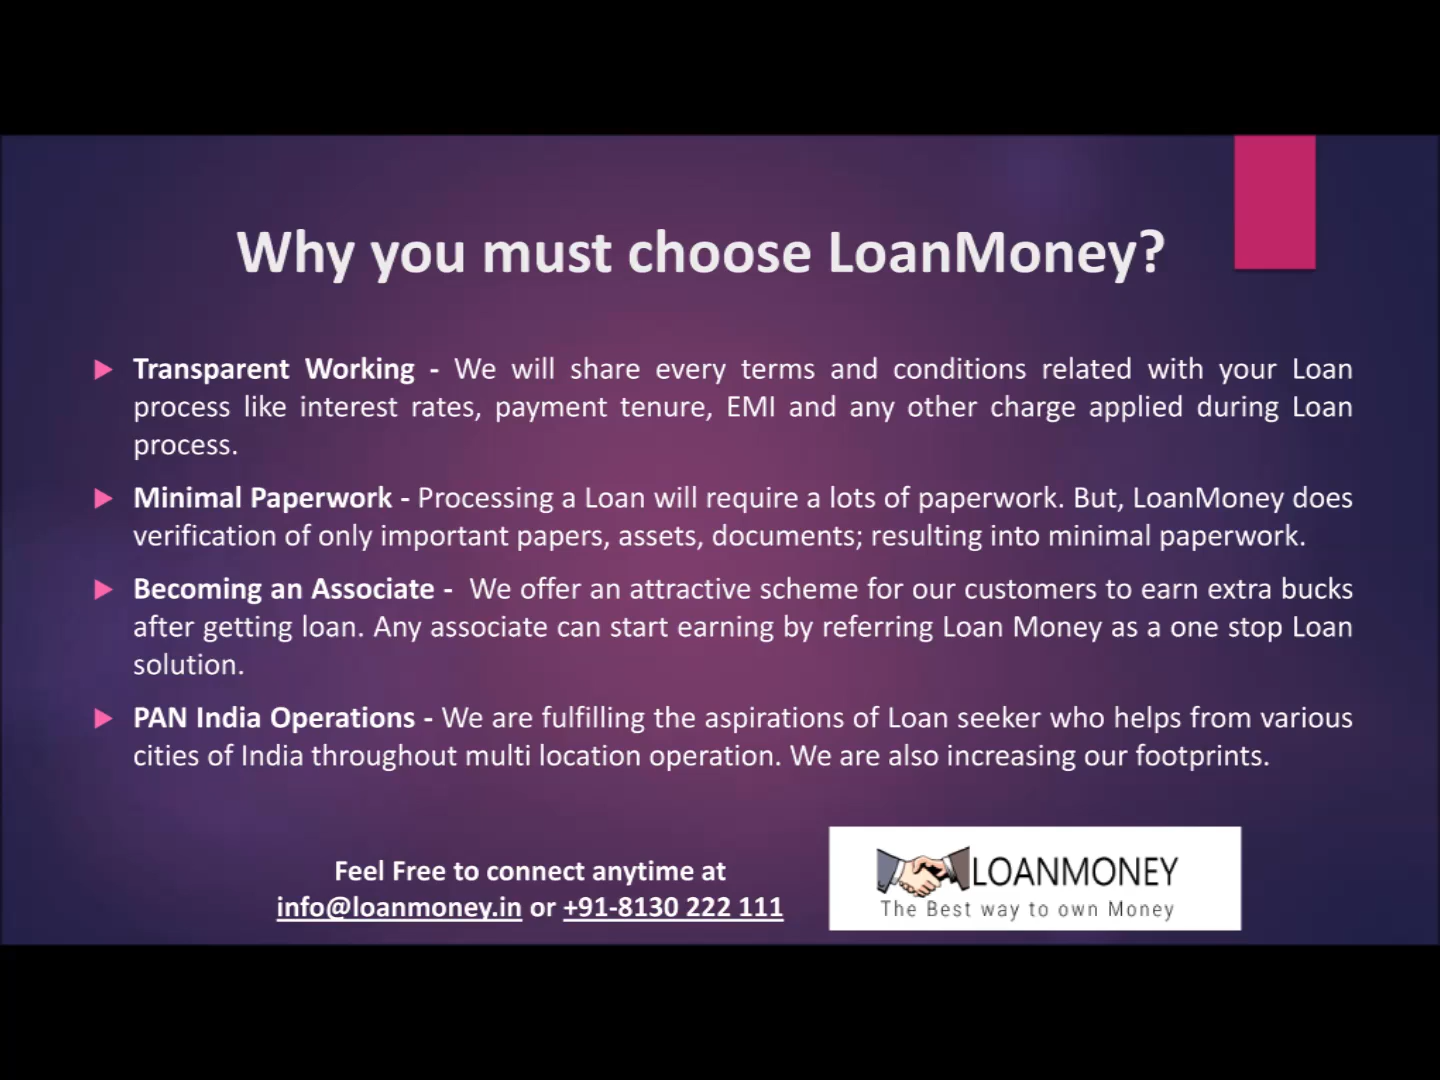 Why you must choose LoanMoney?
Transparent Working - We will share every terms and conditions related with your Loan
process like interest rates, payment tenure, EMI and any other charge applied during Loan
process.
Minimal Paperwork - Processing a Loan will require a lots of paperwork. But, LoanMoney does
verification of only important papers, assets, documents; resulting into minimal paperwork.
Becoming an Associate - We offer an attractive scheme for our customers to earn extra bucks
after getting loan. Any associate can start earning by referring Loan Money as a one stop Loan
solution.
PAN India Operations - We are fulfilling the aspirations of Loan seeker who helps from various
cities of India throughout multi location operation. We are also increasing our footprints.
Feel Free to connect anytime at
info@loanmoney.in or +91-8130 222 111
LOANMONEY
The Best way to own Money